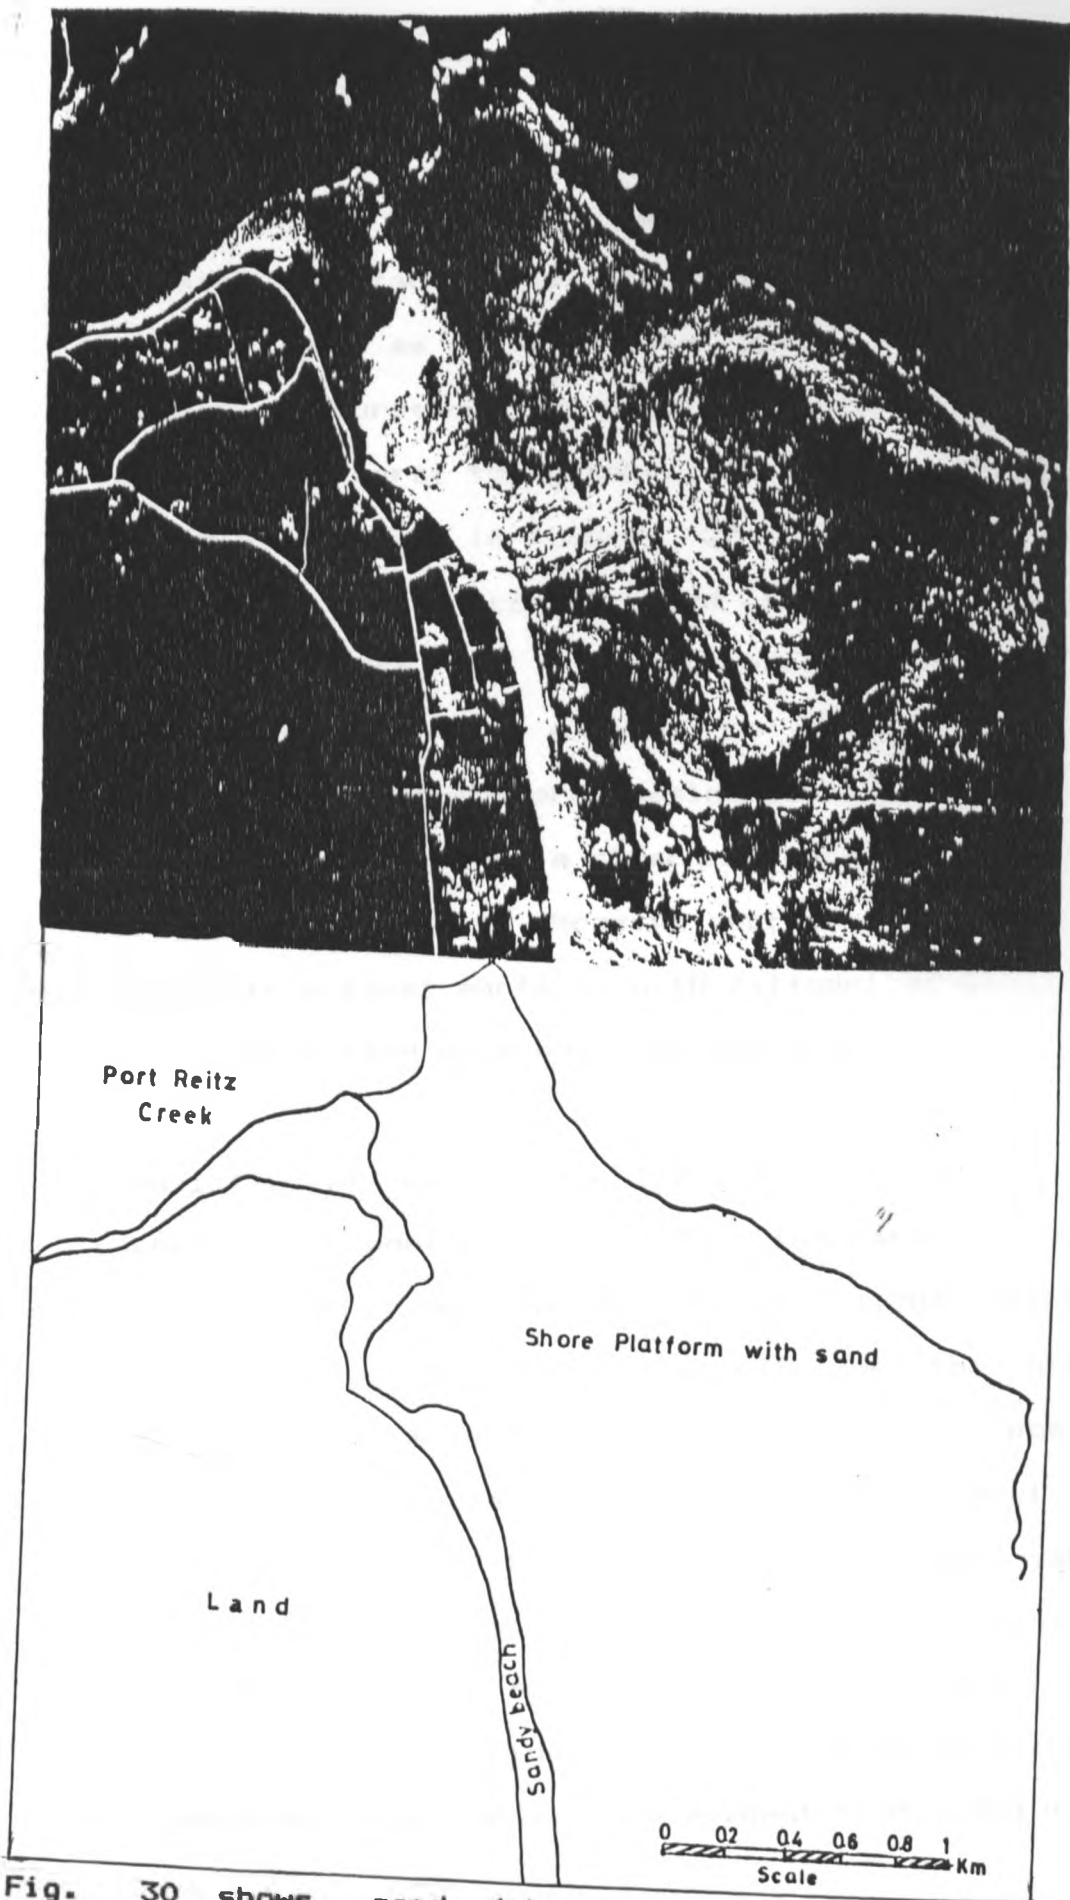 Port Reitz
Creek
Shore Platform with sand
Land
Sandy beach
0 0.2 0.4 0.6 0.8 1 Km
Scale
Fig. 30 shows sand